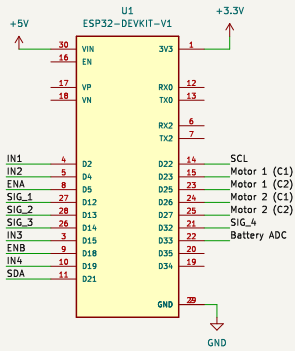 U1
ESP32-DEVKIT-V1
+5V
+3.3V
30 VIN 3V3 1
16 EN
17 VP RX0 12
18 VN TX0 13
RX2 6
TX2 7
IN1 4 D2 D22 14 SCL
IN2 5 D4 D23 15 Motor 1 (C1)
ENA 8 D5 D25 23 Motor 1 (C2)
SIG_1 27 D12 D26 24 Motor 2 (C1)
SIG_2 28 D13 D27 25 Motor 2 (C2)
SIG_3 26 D14 D32 21 SIG_4
IN3 3 D15 D33 22 Battery ADC
ENB 9 D18 D35 20
IN4 10 D19 D34 19
SDA 11 D21
GND
GND